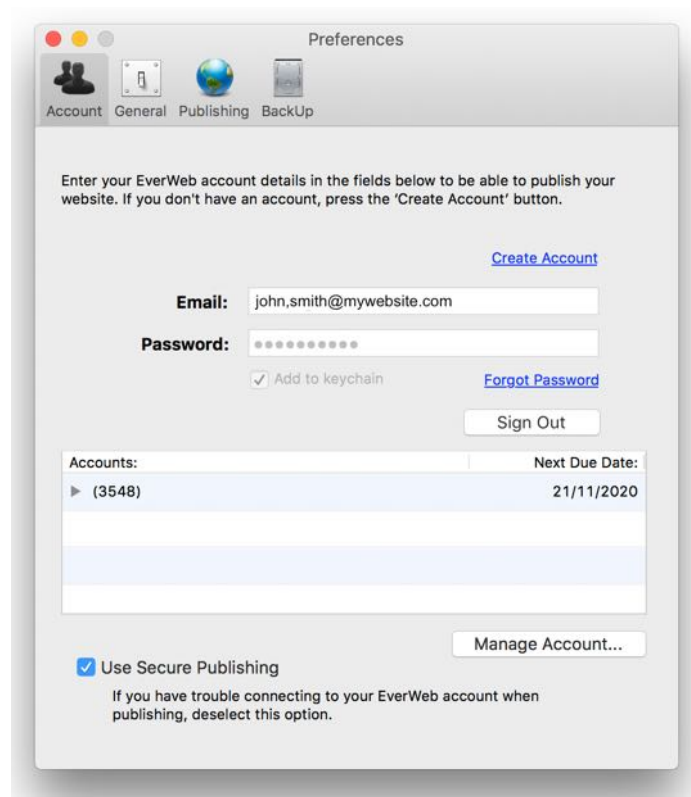 Preferences
Account General Publishing BackUp
Enter your EverWeb account details in the fields below to be able to publish your
website. If you don't have an account, press the 'Create Account' button.
Create Account
Email: john,smith@mywebsite.com
Password: ●●●●●●●●●●
Add to keychain Forgot Password
Sign Out
Accounts: Next Due Date:
(3548) 21/11/2020
Manage Account...
Use Secure Publishing
If you have trouble connecting to your EverWeb account when
publishing, deselect this option.